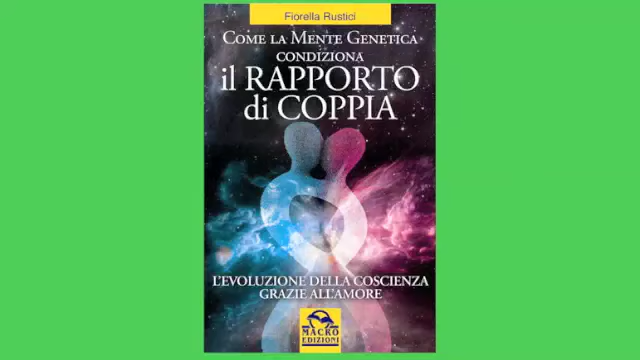 Fiorella Rustici
COME LA MENTE GENETICA
CONDIZIONA
il RAPPORTO
di COPPIA
L'EVOLUZIONE DELLA COSCIENZA
GRAZIE ALL'AMORE
MACRO
EDIZIONI